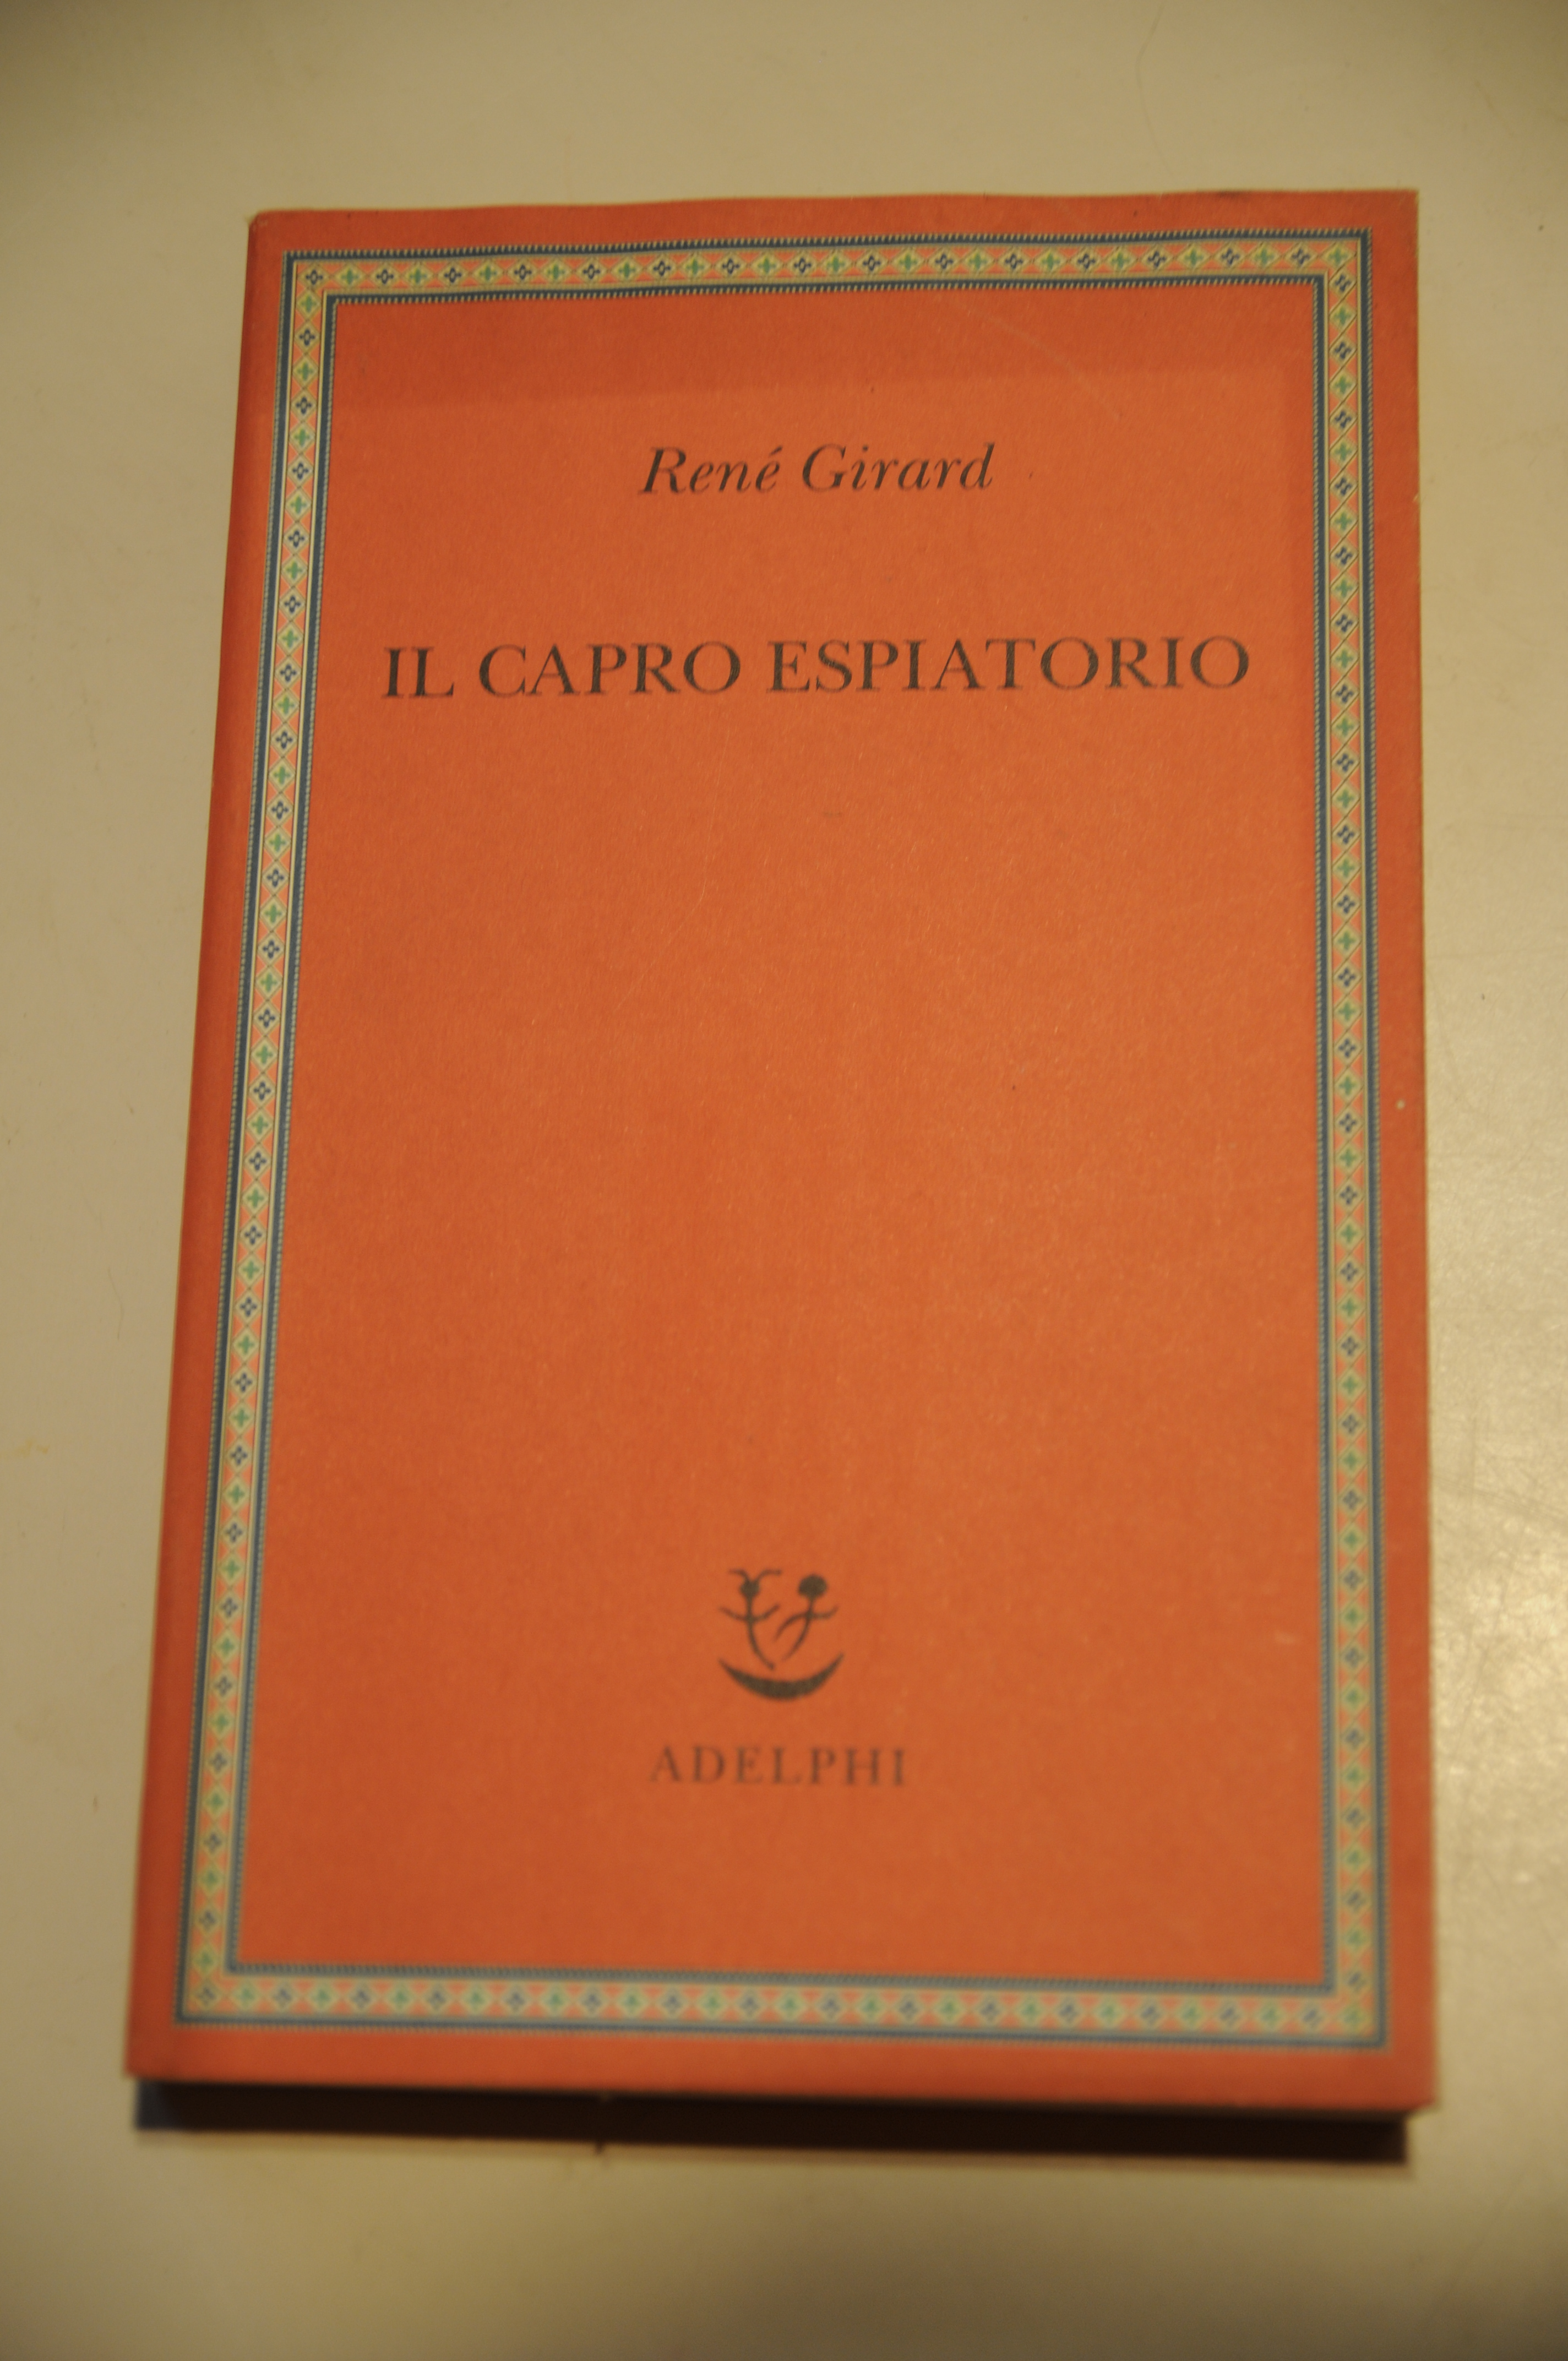 René Girard
IL CAPRO ESPIATORIO
ADELPHI